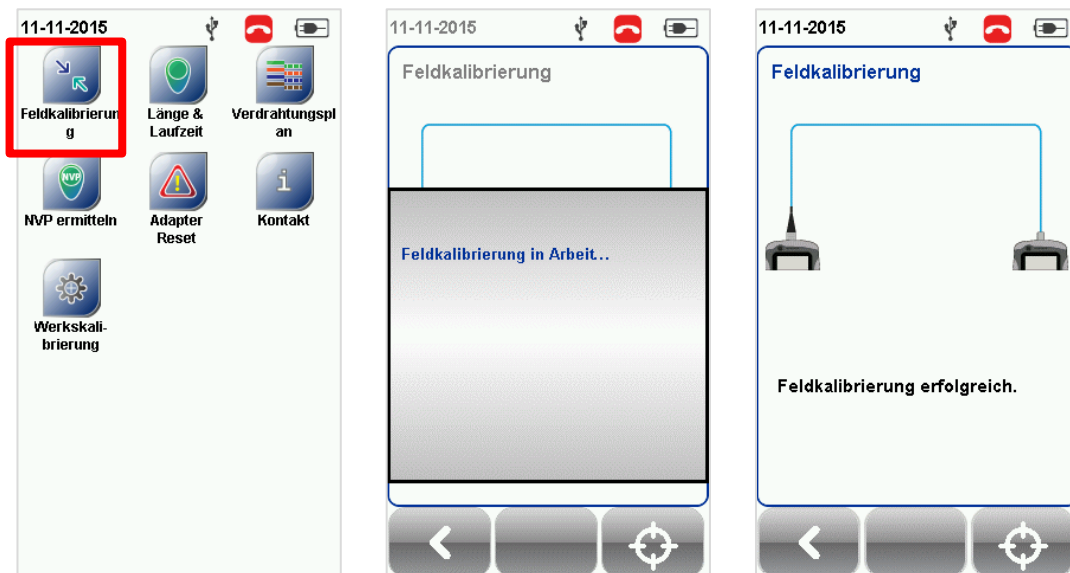 11-11-2015
Feldkalibrierun
g
Länge &
Laufzeit
Verdrahtungspl
an
NVP
NVP ermitteln
Adapter
Reset
i
Kontakt
Werkskali-
brierung
11-11-2015
Feldkalibrierung
Feldkalibrierung in Arbeit...
11-11-2015
Feldkalibrierung
Feldkalibrierung erfolgreich.